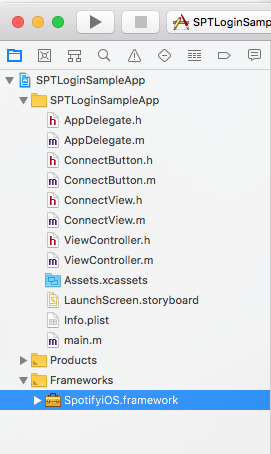 SPTLoginSampleApp
SPTLoginSampleApp
SPTLoginSampleApp
h AppDelegate.h
m AppDelegate.m
h ConnectButton.h
m ConnectButton.m
h ConnectView.h
m ConnectView.m
h ViewController.h
m ViewController.m
Assets.xcassets
LaunchScreen.storyboard
Info.plist
m main.m
Products
Frameworks
SpotifyiOS.framework